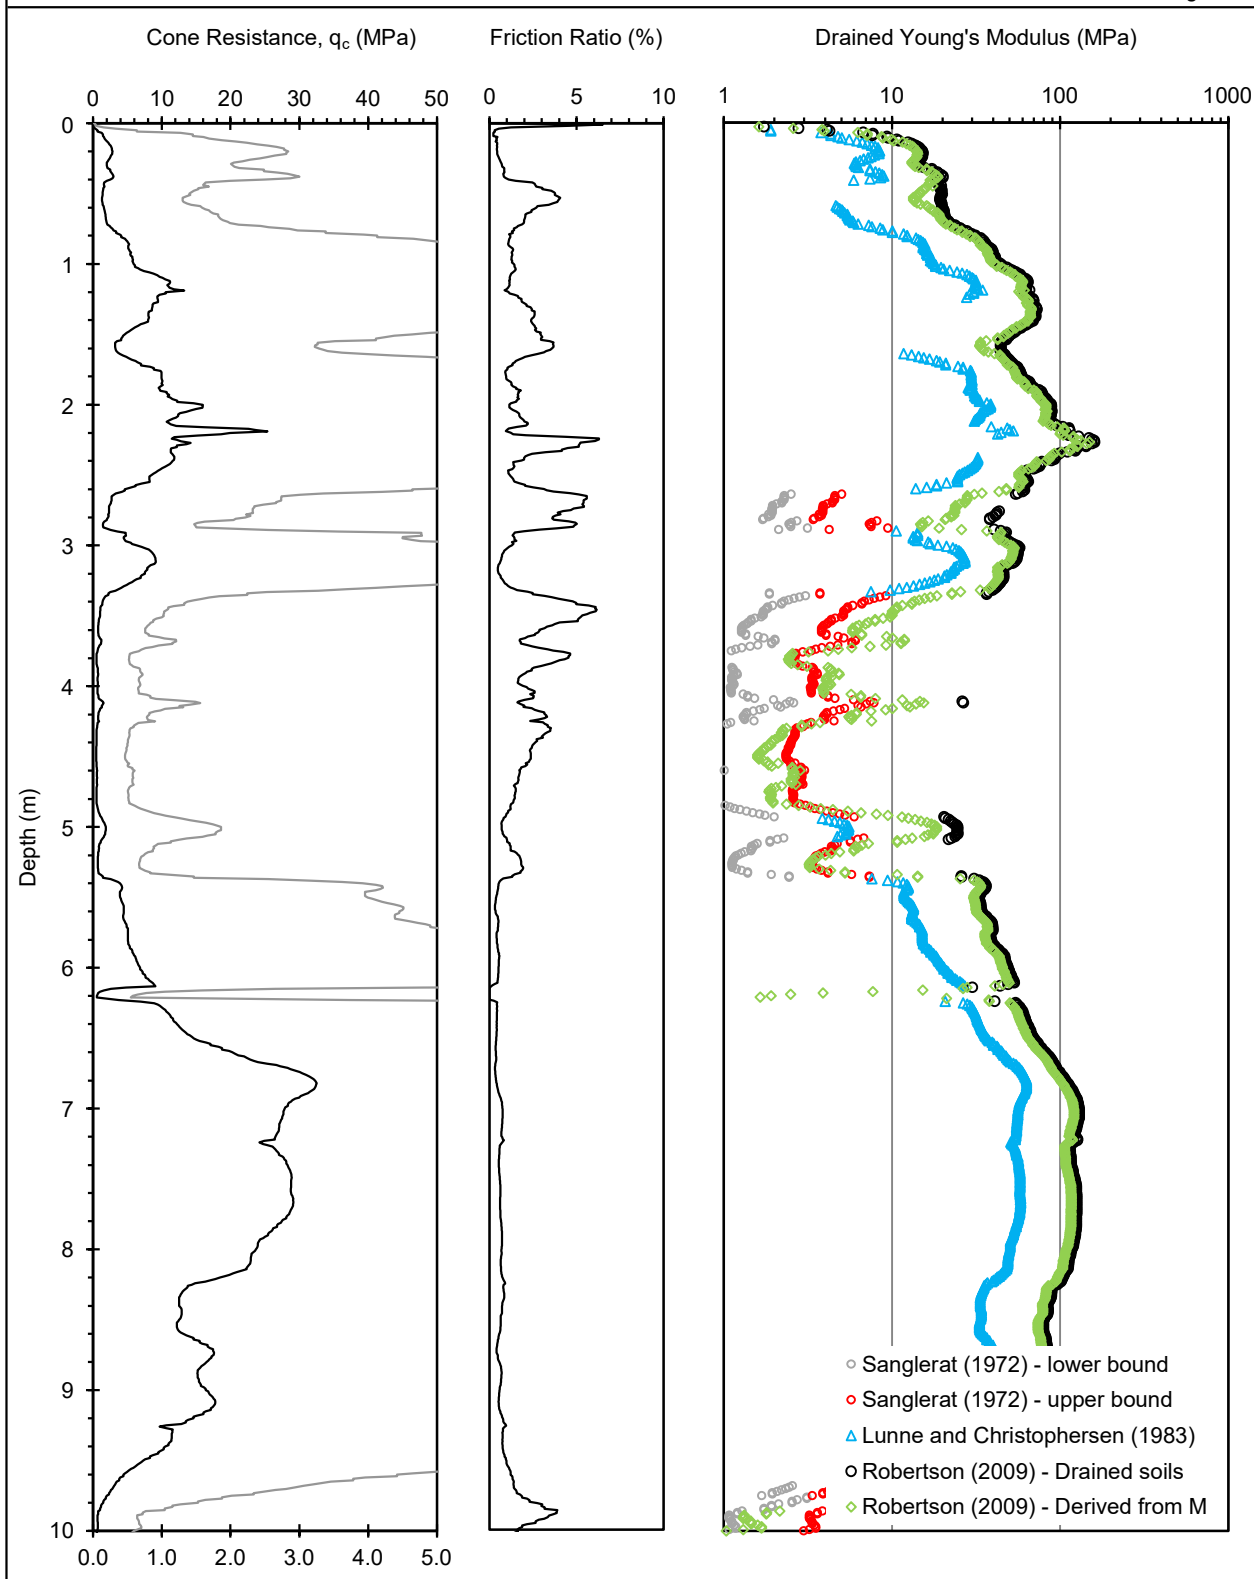 Cone Resistance, qc (MPa) Friction Ratio (%) Drained Young's Modulus (MPa)
0 10 20 30 40 50 0 5 10 1 10 100 1000
0
1
2
3
4
5
6
7
8
9
10
Depth (m)
Sanglerat (1972) - lower bound
Sanglerat (1972) - upper bound
Lunne and Christophersen (1983)
Robertson (2009) - Drained soils
Robertson (2009) - Derived from M
0.0 1.0 2.0 3.0 4.0 5.0